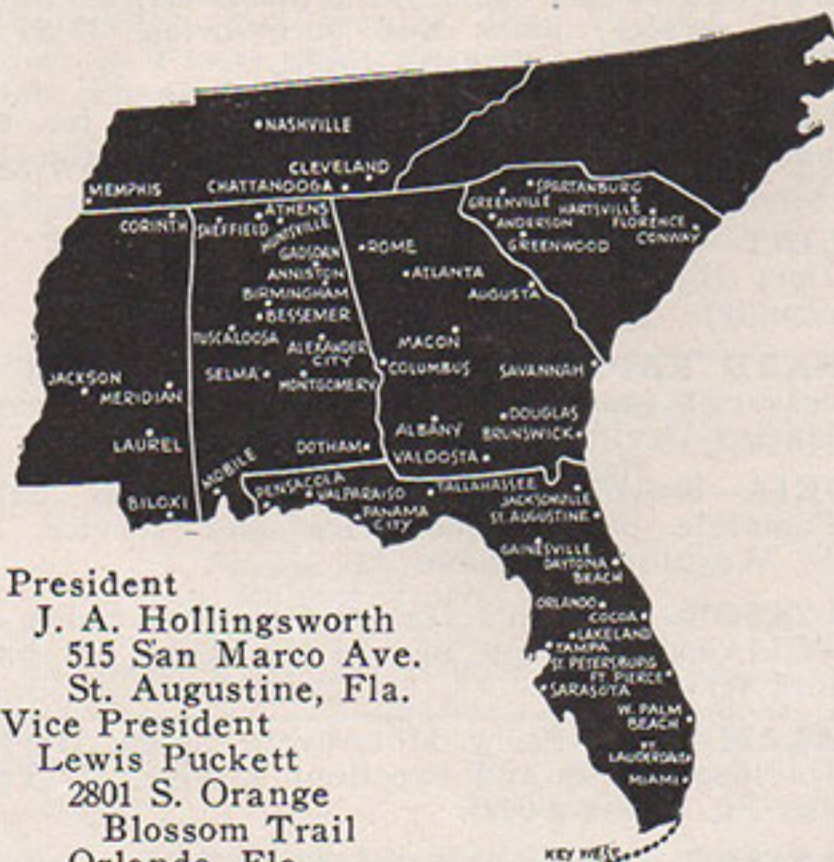 NASHVILLE
CLEVELAND
CHATTANOOGA
MEMPHIS
CORINTH
SHEFFIELD
ATHENS
HUNTSVILLE
GADSDAN
ANNISTON
BIRMINGHAM
BESSEMER
TUSCALOOSA
ALEXANDER
CITY
SELMA
MONTGOMERY
DOTHAM
MOBILE
JACKSON
MERIDIAN
LAUREL
BILOXI
ROME
ATLANTA
AUGUSTA
MACON
COLUMBUS
SAVANNAH
DOUGLAS
ALBANY
BRUNSWICK
VALDOSTA
SPARTANBURG
GREENVILLE
HARTSVILLE
ANDERSON
FLORENCE
GREENWOOD
CONWAY
PENSACOLA
VALPARAISO
PANAMA
CITY
TALLAHASSEE
JACKSONVILLE
ST. AUGUSTINE
GAINESVILLE
DAYTONA
BEACH
ORLANDO
COCOA
LAKELAND
TAMPA
ST. PETERSBURG
FT. PIERCE
SARASOTA
W. PALM
BEACH
FT.
LAUDERDALE
MIAMI
KEY WEST
President
J. A. Hollingsworth
515 San Marco Ave.
St. Augustine, Fla.
Vice President
Lewis Puckett
2801 S. Orange
Blossom Trail
Orlando, Fla.